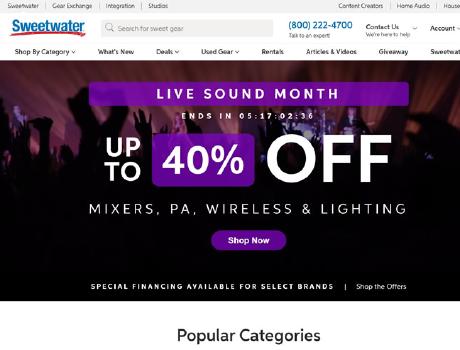 Sweetwater | Gear Exchange | Integration | Studios
Content Creators | Home Audio | House
Sweetwater
Search for sweet gear
(800) 222-4700
Talk to an expert!
Contact Us
We're here to help
Account
Shop By Category What's New Deals Used Gear Rentals Articles & Videos Giveaway Sweetwat
LIVE SOUND MONTH
ENDS IN 05:17:02:36
UP TO 40% OFF
MIXERS, PA, WIRELESS & LIGHTING
Shop Now
SPECIAL FINANCING AVAILABLE FOR SELECT BRANDS | Shop the Offers
Popular Categories